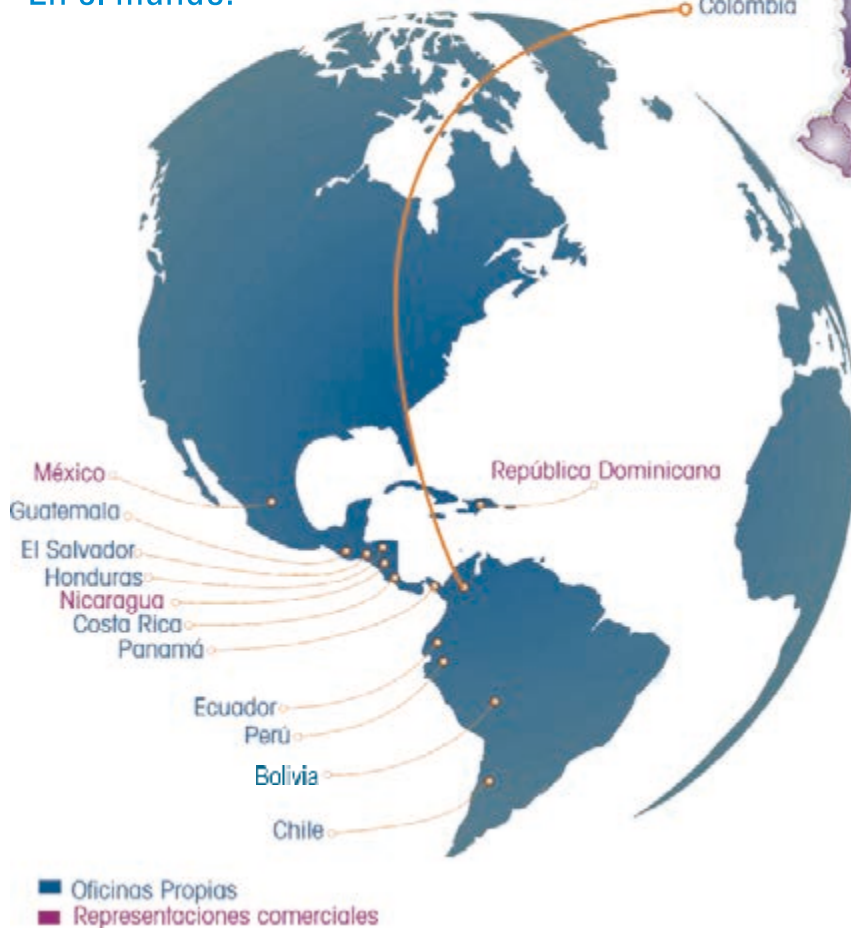 En el mundo:
Colombia
México
República Dominicana
Guatemala
El Salvador
Honduras
Nicaragua
Costa Rica
Panamá
Ecuador
Perú
Bolivia
Chile
Oficinas Propias
Representaciones comerciales